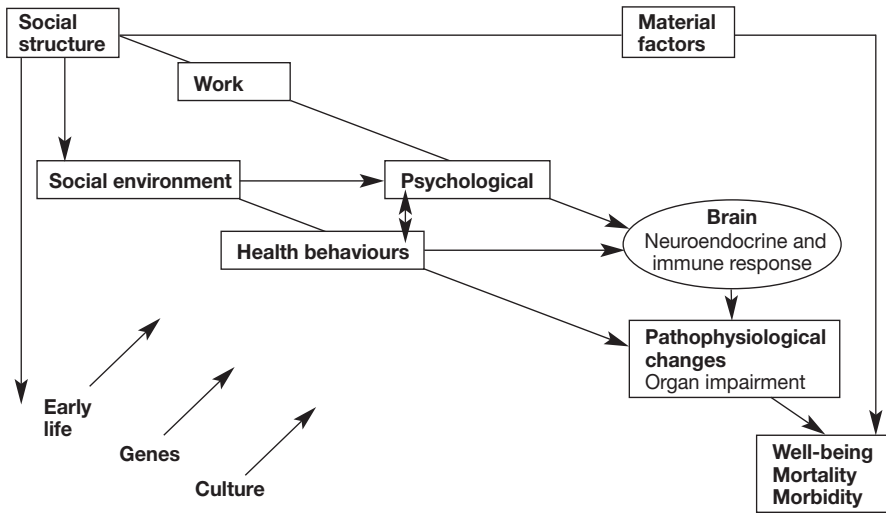 Social
structure
Material
factors
Work
Social environment
Psychological
Health behaviours
Brain
Neuroendocrine and
immune response
Pathophysiological
changes
Organ impairment
Early
life
Genes
Culture
Well-being
Mortality
Morbidity